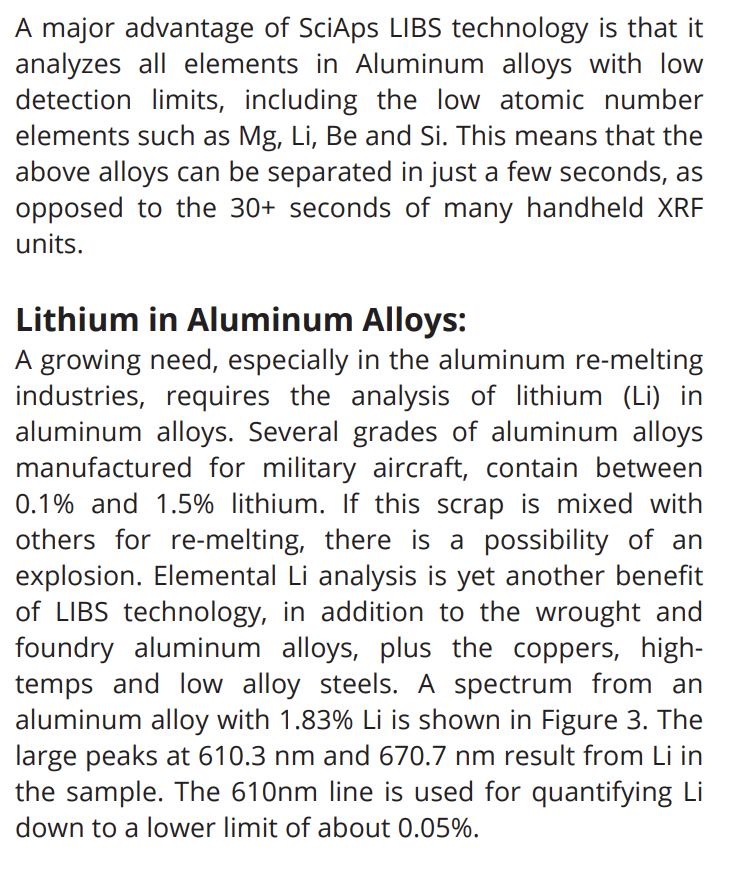 A major advantage of SciAps LIBS technology is that it
analyzes all elements in Aluminum alloys with low
detection limits, including the low atomic number
elements such as Mg, Li, Be and Si. This means that the
above alloys can be separated in just a few seconds, as
opposed to the 30+ seconds of many handheld XRF
units.
Lithium in Aluminum Alloys:
A growing need, especially in the aluminum re-melting
industries, requires the analysis of lithium (Li) in
aluminum alloys. Several grades of aluminum alloys
manufactured for military aircraft, contain between
0.1% and 1.5% lithium. If this scrap is mixed with
others for re-melting, there is a possibility of an
explosion. Elemental Li analysis is yet another benefit
of LIBS technology, in addition to the wrought and
foundry aluminum alloys, plus the coppers, high-
temps and low alloy steels. A spectrum from an
aluminum alloy with 1.83% Li is shown in Figure 3. The
large peaks at 610.3 nm and 670.7 nm result from Li in
the sample. The 610nm line is used for quantifying Li
down to a lower limit of about 0.05%.